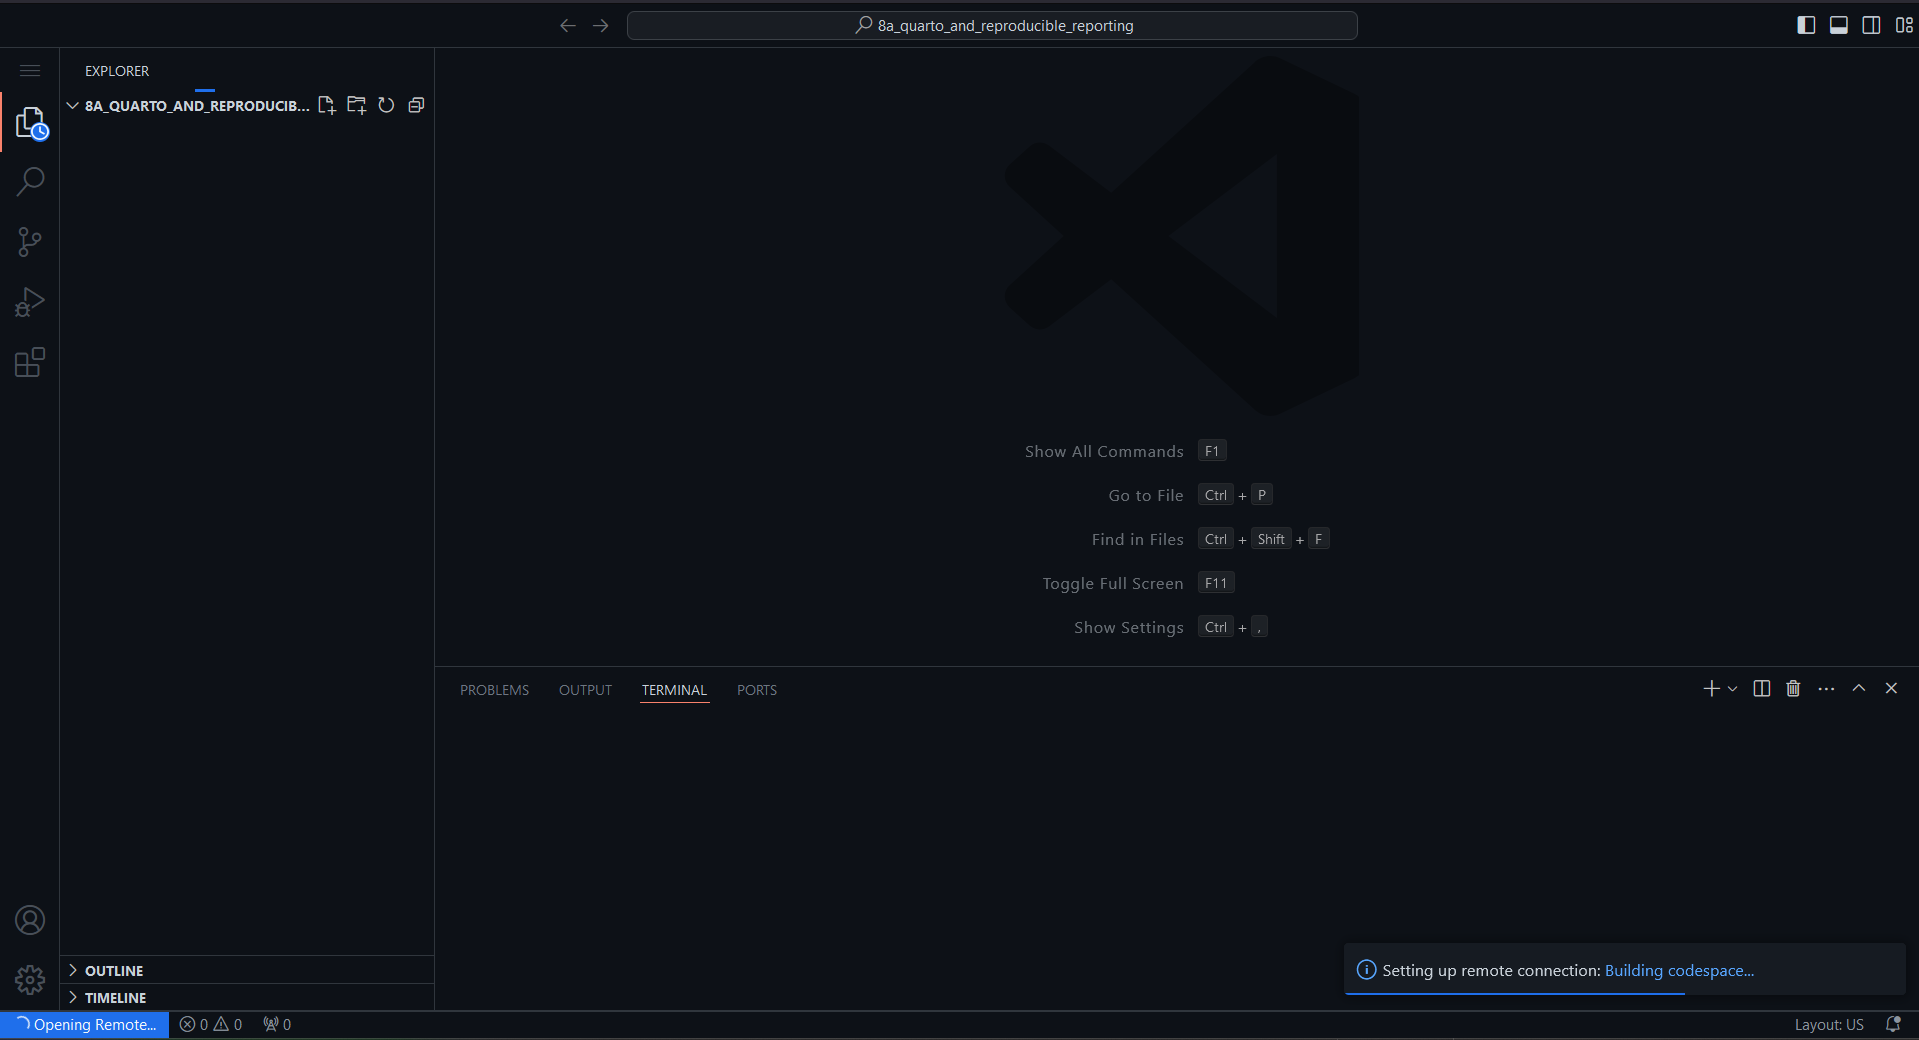 8a_quarto_and_reproducible_reporting
EXPLORER
8A_QUARTO_AND_REPRODUCIB...
Show All Commands F1
Go to File Ctrl + P
Find in Files Ctrl + Shift + F
Toggle Full Screen F11
Show Settings Ctrl + ,
PROBLEMS OUTPUT TERMINAL PORTS
Setting up remote connection: Building codespace...
OUTLINE
TIMELINE
Opening Remote... 0 0 0 Layout: US